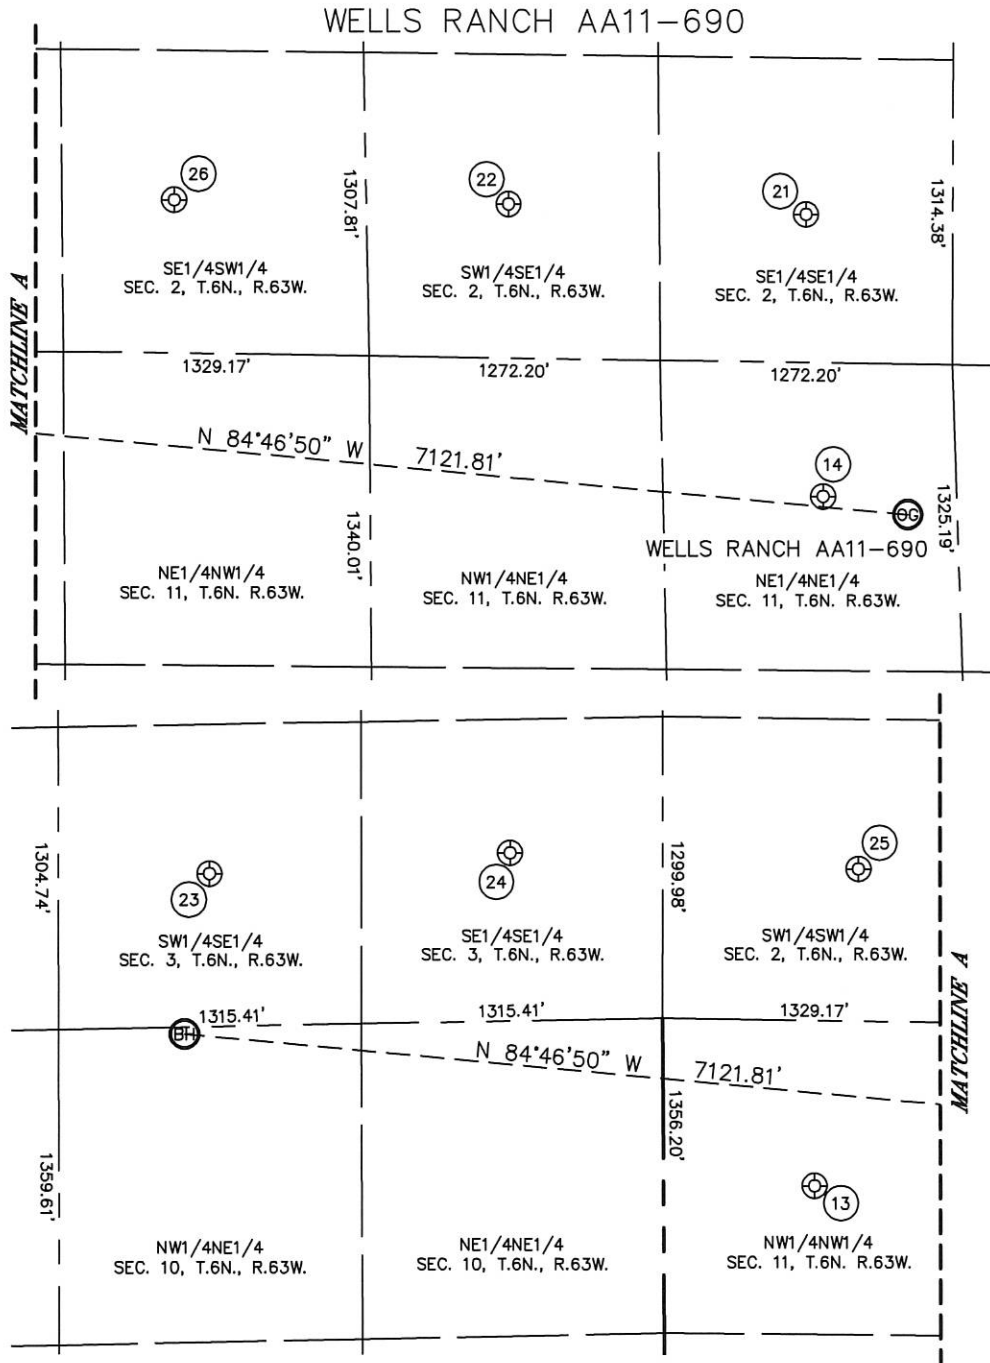 WELLS RANCH AA11-690
26
22
21
1307.81'
1314.38'
SE1/4SW1/4
SEC. 2, T.6N., R.63W.
SW1/4SE1/4
SEC. 2, T.6N., R.63W.
SE1/4SE1/4
SEC. 2, T.6N., R.63W.
MATCHLINE A
1329.17'
1272.20'
1272.20'
N 84°46'50" W 7121.81'
14
OG
1340.01'
1325.19'
WELLS RANCH AA11-690
NE1/4NW1/4
SEC. 11, T.6N. R.63W.
NW1/4NE1/4
SEC. 11, T.6N. R.63W.
NE1/4NE1/4
SEC. 11, T.6N. R.63W.
1304.74'
1299.98'
25
24
23
SW1/4SE1/4
SEC. 3, T.6N., R.63W.
SE1/4SE1/4
SEC. 3, T.6N., R.63W.
SW1/4SW1/4
SEC. 2, T.6N., R.63W.
MATCHLINE A
1315.41'
1315.41'
1329.17'
BH
N 84°46'50" W 7121.81'
1359.61'
1356.20'
13
NW1/4NE1/4
SEC. 10, T.6N., R.63W.
NE1/4NE1/4
SEC. 10, T.6N., R.63W.
NW1/4NW1/4
SEC. 11, T.6N. R.63W.